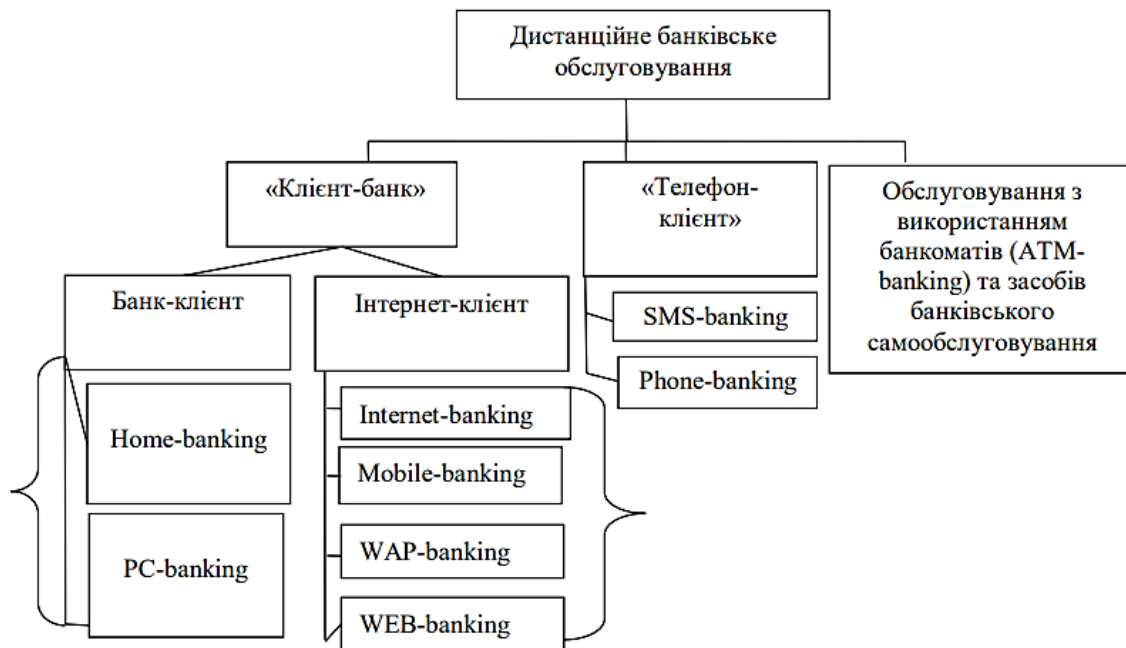 Дистанційне банківське
обслуговування
«Клієнт-банк»
«Телефон-
клієнт»
Обслуговування з
використанням
банкоматів (АТМ-
banking) та засобів
банківського
самообслуговування
Банк-клієнт
Інтернет-клієнт
SMS-banking
Phone-banking
Home-banking
PC-banking
Internet-banking
Mobile-banking
WAP-banking
WEB-banking